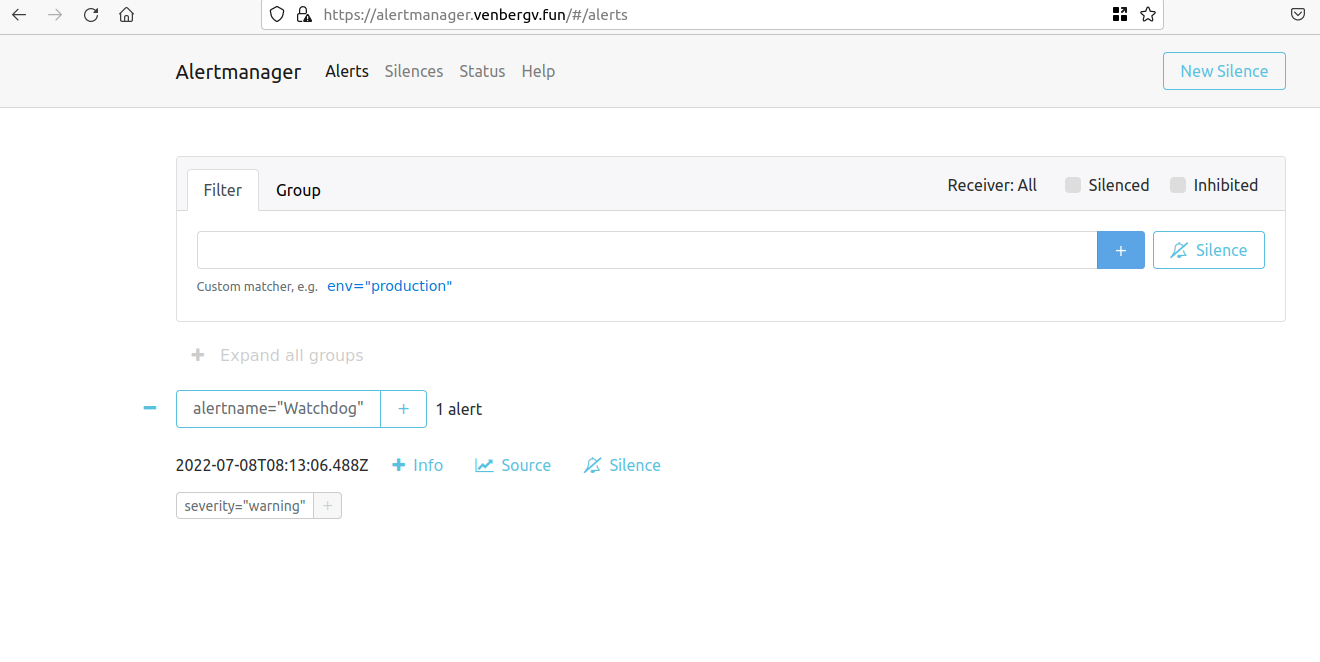 https://alertmanager.venbergv.fun/#/alerts
Alertmanager Alerts Silences Status Help New Silence
Filter Group Receiver: All Silenced Inhibited
+ Silence
Custom matcher, e.g. env="production"
+ Expand all groups
− alertname="Watchdog" + 1 alert
2022-07-08T08:13:06.488Z + Info Source Silence
severity="warning" +